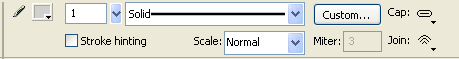 1 Solid Custom... Cap:
Stroke hinting Scale: Normal Miter: 3 Join: